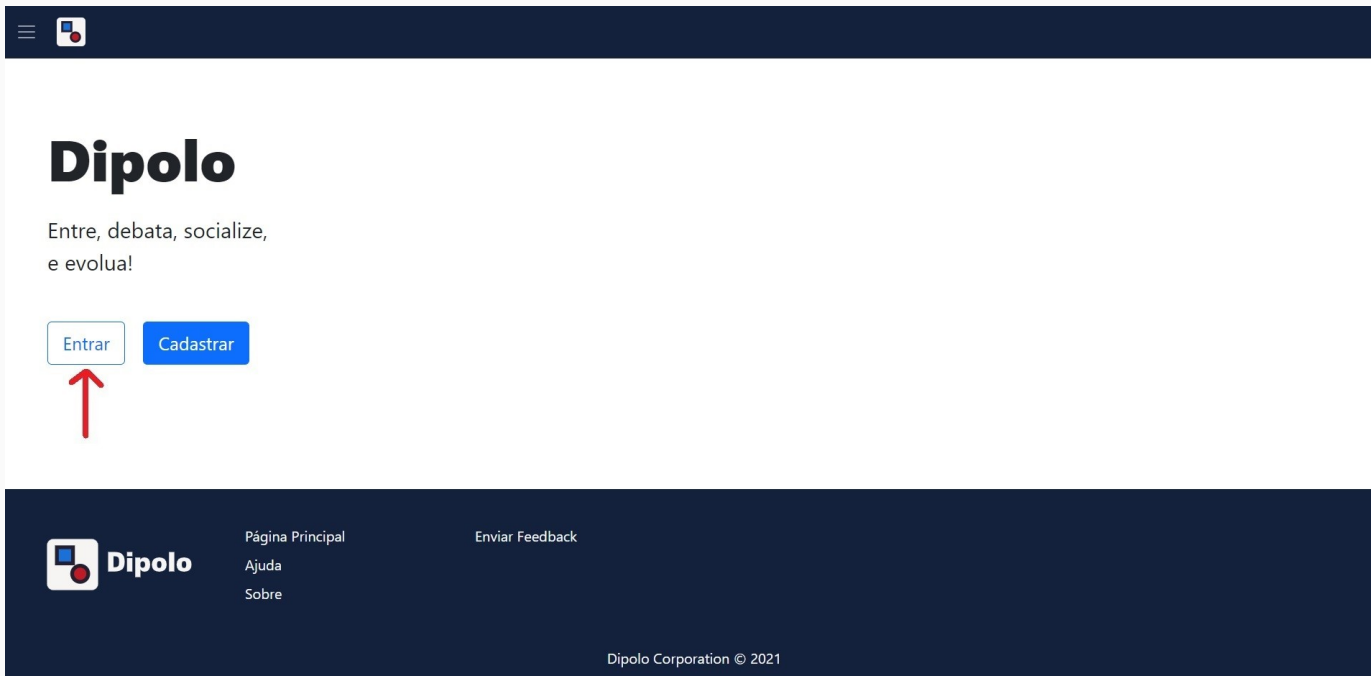 Dipolo
Entre, debata, socialize,
e evolua!
Entrar
Cadastrar
Dipolo
Página Principal
Ajuda
Sobre
Enviar Feedback
Dipolo Corporation © 2021